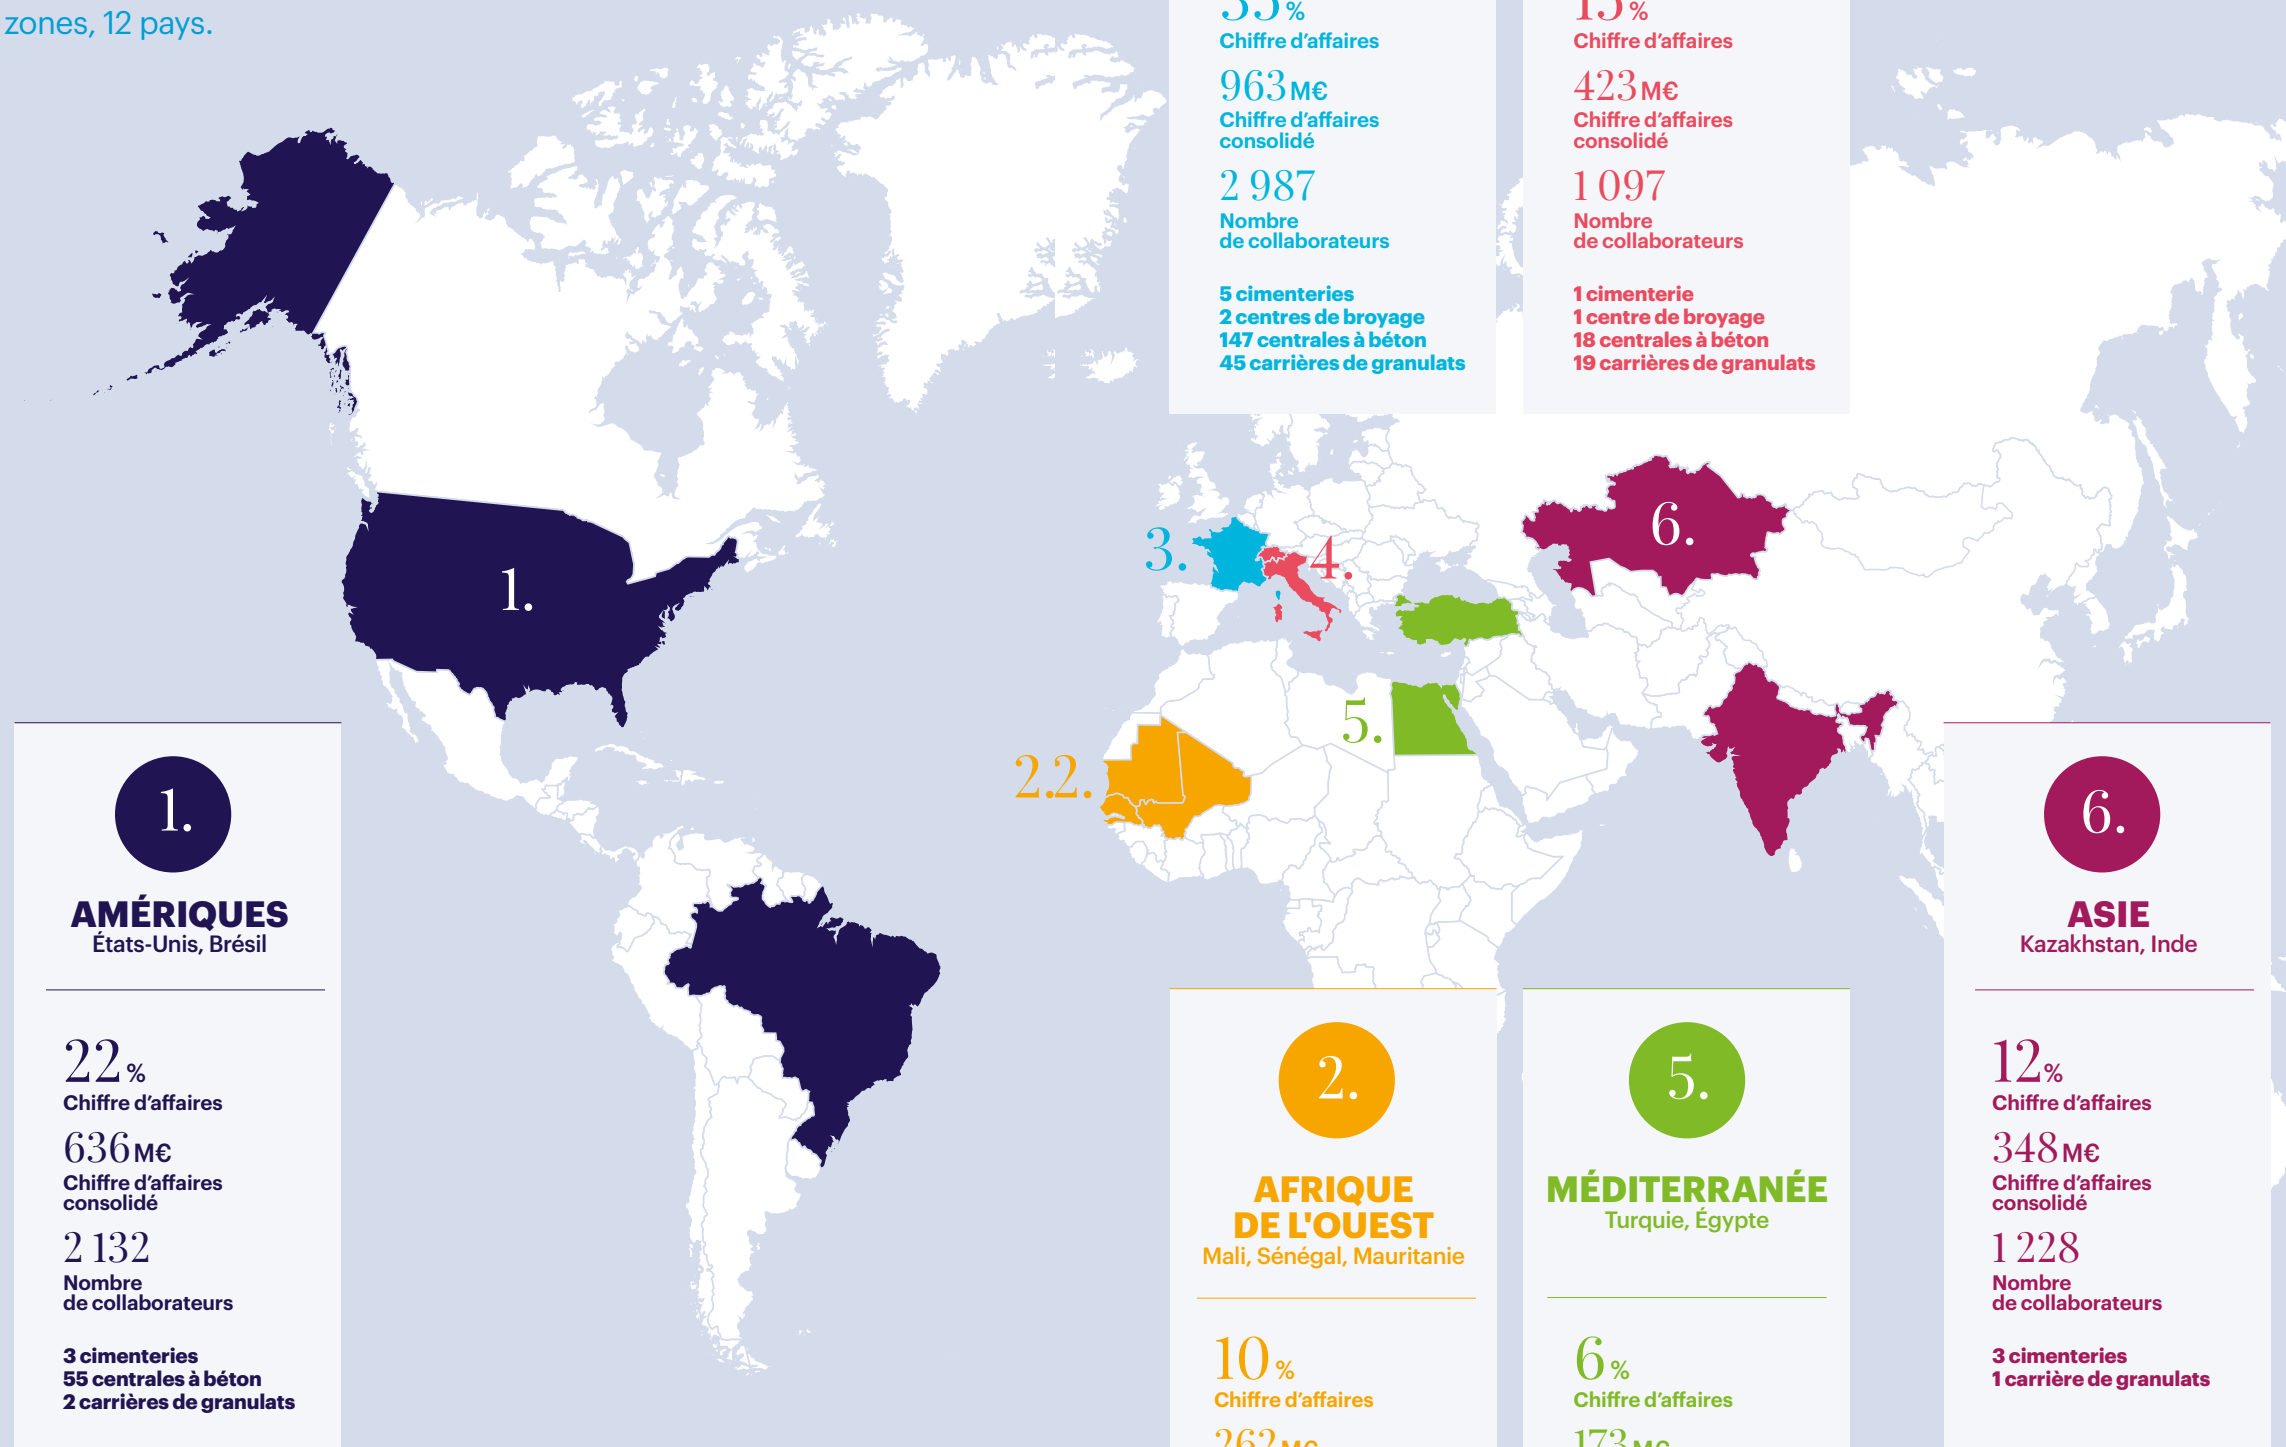 zones, 12 pays.
35%
Chiffre d'affaires
963 M€
Chiffre d'affaires
consolidé
2 987
Nombre
de collaborateurs
5 cimenteries
2 centres de broyage
147 centrales à béton
45 carrières de granulats
15%
Chiffre d'affaires
423 M€
Chiffre d'affaires
consolidé
1 097
Nombre
de collaborateurs
1 cimenterie
1 centre de broyage
18 centrales à béton
19 carrières de granulats
1.
3.
4.
6.
5.
2.2.
1.
AMÉRIQUES
États-Unis, Brésil
22%
Chiffre d'affaires
636 M€
Chiffre d'affaires
consolidé
2 132
Nombre
de collaborateurs
3 cimenteries
55 centrales à béton
2 carrières de granulats
2.
AFRIQUE
DE L'OUEST
Mali, Sénégal, Mauritanie
10%
Chiffre d'affaires
262 M€
5.
MÉDITERRANÉE
Turquie, Égypte
6%
Chiffre d'affaires
173 M€
6.
ASIE
Kazakhstan, Inde
12%
Chiffre d'affaires
348 M€
Chiffre d'affaires
consolidé
1 228
Nombre
de collaborateurs
3 cimenteries
1 carrière de granulats